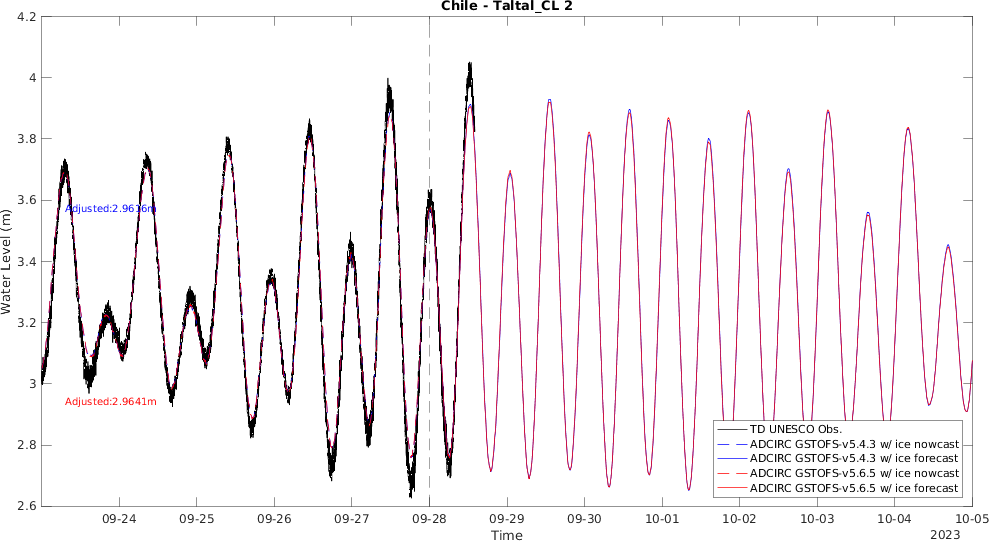 Chile - Taltal_CL 2
4.2
4
3.8
3.6
3.4
3.2
3
2.8
2.6
Water Level (m)
Adjusted:2.9616m
Adjusted:2.9641m
TD UNESCO Obs.
ADCIRC GSTOFS-v5.4.3 w/ ice nowcast
ADCIRC GSTOFS-v5.4.3 w/ ice forecast
ADCIRC GSTOFS-v5.6.5 w/ ice nowcast
ADCIRC GSTOFS-v5.6.5 w/ ice forecast
09-24 09-25 09-26 09-27 09-28 09-29 09-30 10-01 10-02 10-03 10-04 10-05
Time
2023